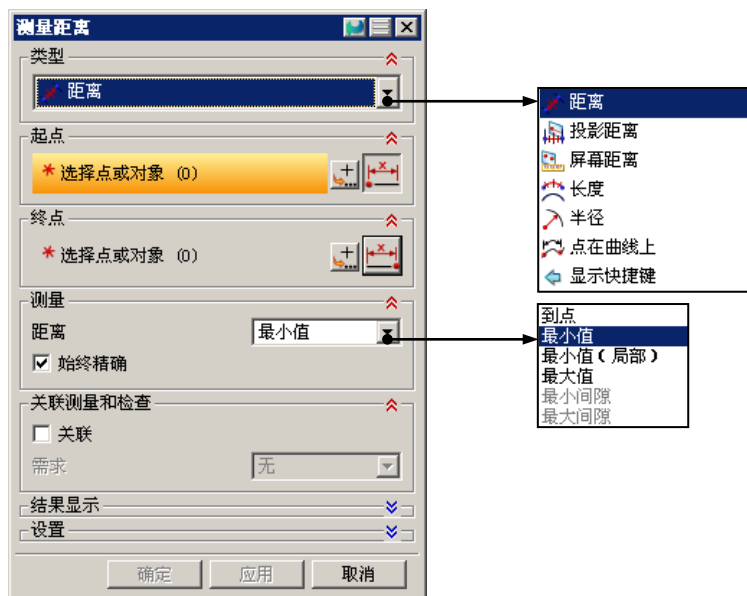 测量距离
类型
距离
起点
* 选择点或对象 (0)
终点
* 选择点或对象 (0)
测量
距离 最小值
始终精确
关联测量和检查
关联
需求 无
结果显示
设置
确定 应用 取消
距离
投影距离
屏幕距离
长度
半径
点在曲线上
显示快捷键
到点
最小值
最小值(局部)
最大值
最小间隙
最大间隙